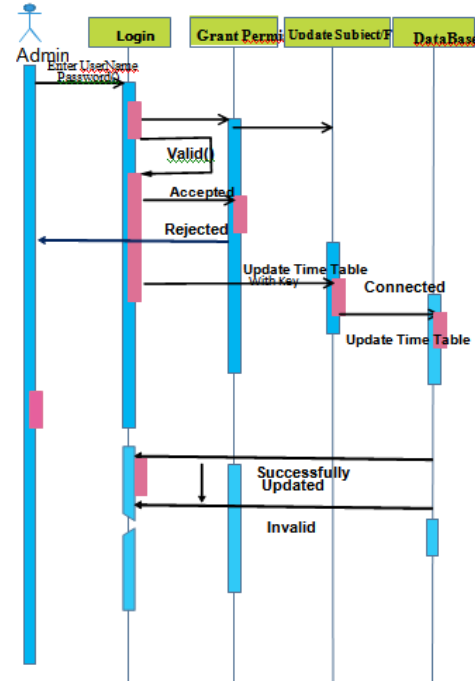 Admin
Login
Grant Permi
Update Subject/F
DataBase
Enter UserName
Password()
Valid()
Accepted
Rejected
Update Time Table
With Key
Connected
Update Time Table
Successfully
Updated
Invalid